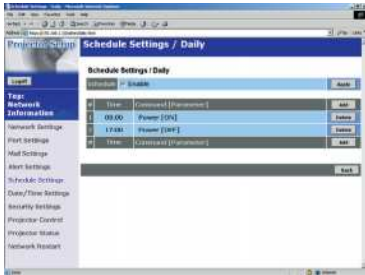 Projector Setup
Schedule Settings / Daily
Schedule Settings / Daily
Schedule
Enable
Apply
Logoff
Top:
Network
Information
Network Settings
Port Settings
Mail Settings
Alert Settings
Schedule Settings
Date/Time Settings
Security Settings
Projector Control
Projector Status
Network Restart
# Time Command [Parameter] Add
1 Power [ON] Delete
2 17:00 Power [OFF] Delete
# Time Command [Parameter] Add
Back